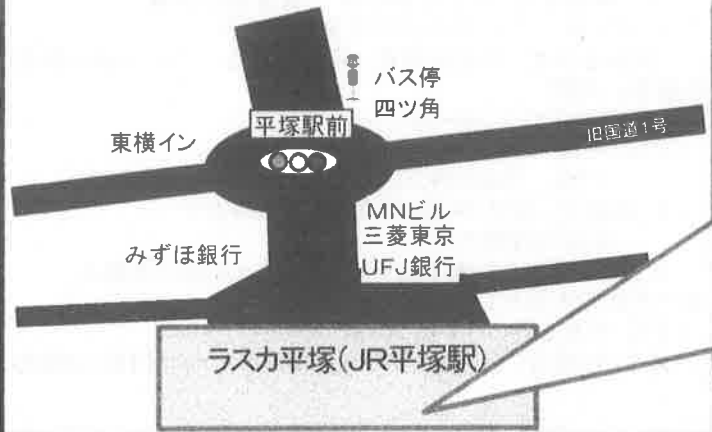 バス停
四ツ角
平塚駅前
東横イン
旧国道1号
MNビル
三菱東京
UFJ銀行
みずほ銀行
ラスカ平塚(JR平塚駅)